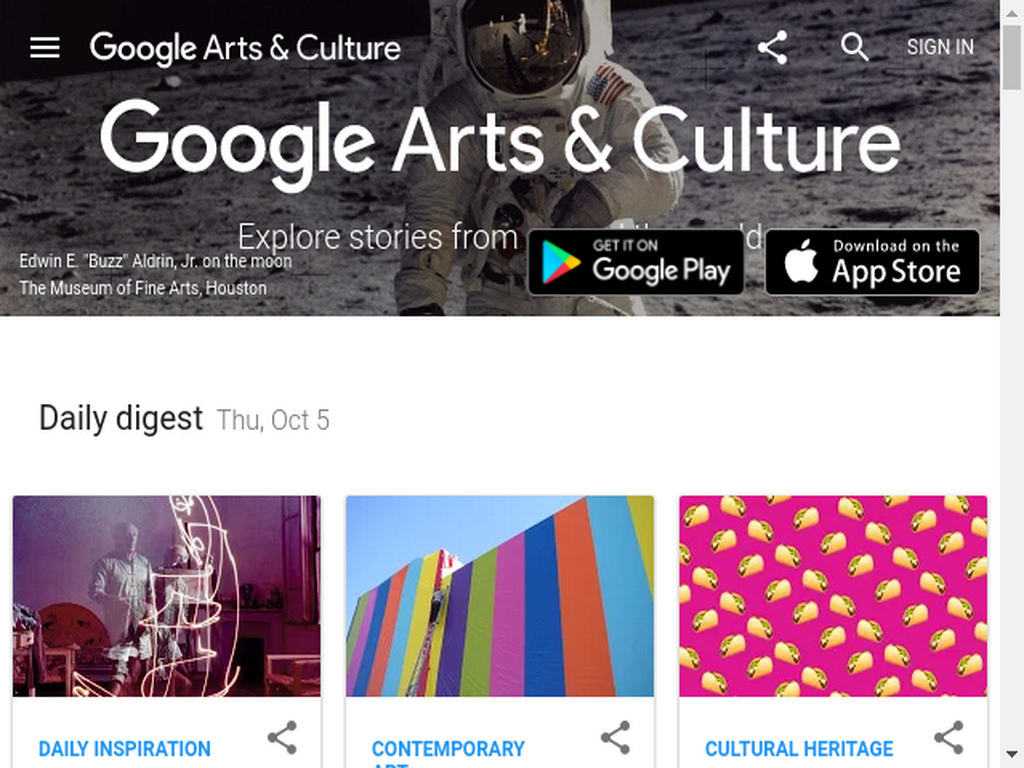 Google Arts & Culture
SIGN IN
Google Arts & Culture
Explore stories from
Edwin E. "Buzz" Aldrin, Jr. on the moon
The Museum of Fine Arts, Houston
GET IT ON
Google Play
Download on the
App Store
Daily digest Thu, Oct 5
DAILY INSPIRATION
CONTEMPORARY
CULTURAL HERITAGE